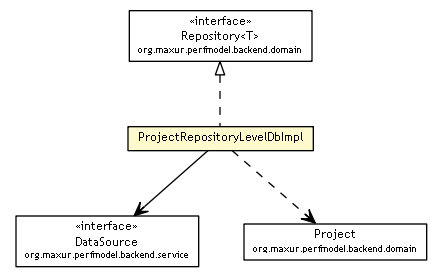 «interface»
Repository<T>
org.maxur.perfmodel.backend.domain
ProjectRepositoryLevelDbImpl
«interface»
DataSource
org.maxur.perfmodel.backend.service
Project
org.maxur.perfmodel.backend.domain